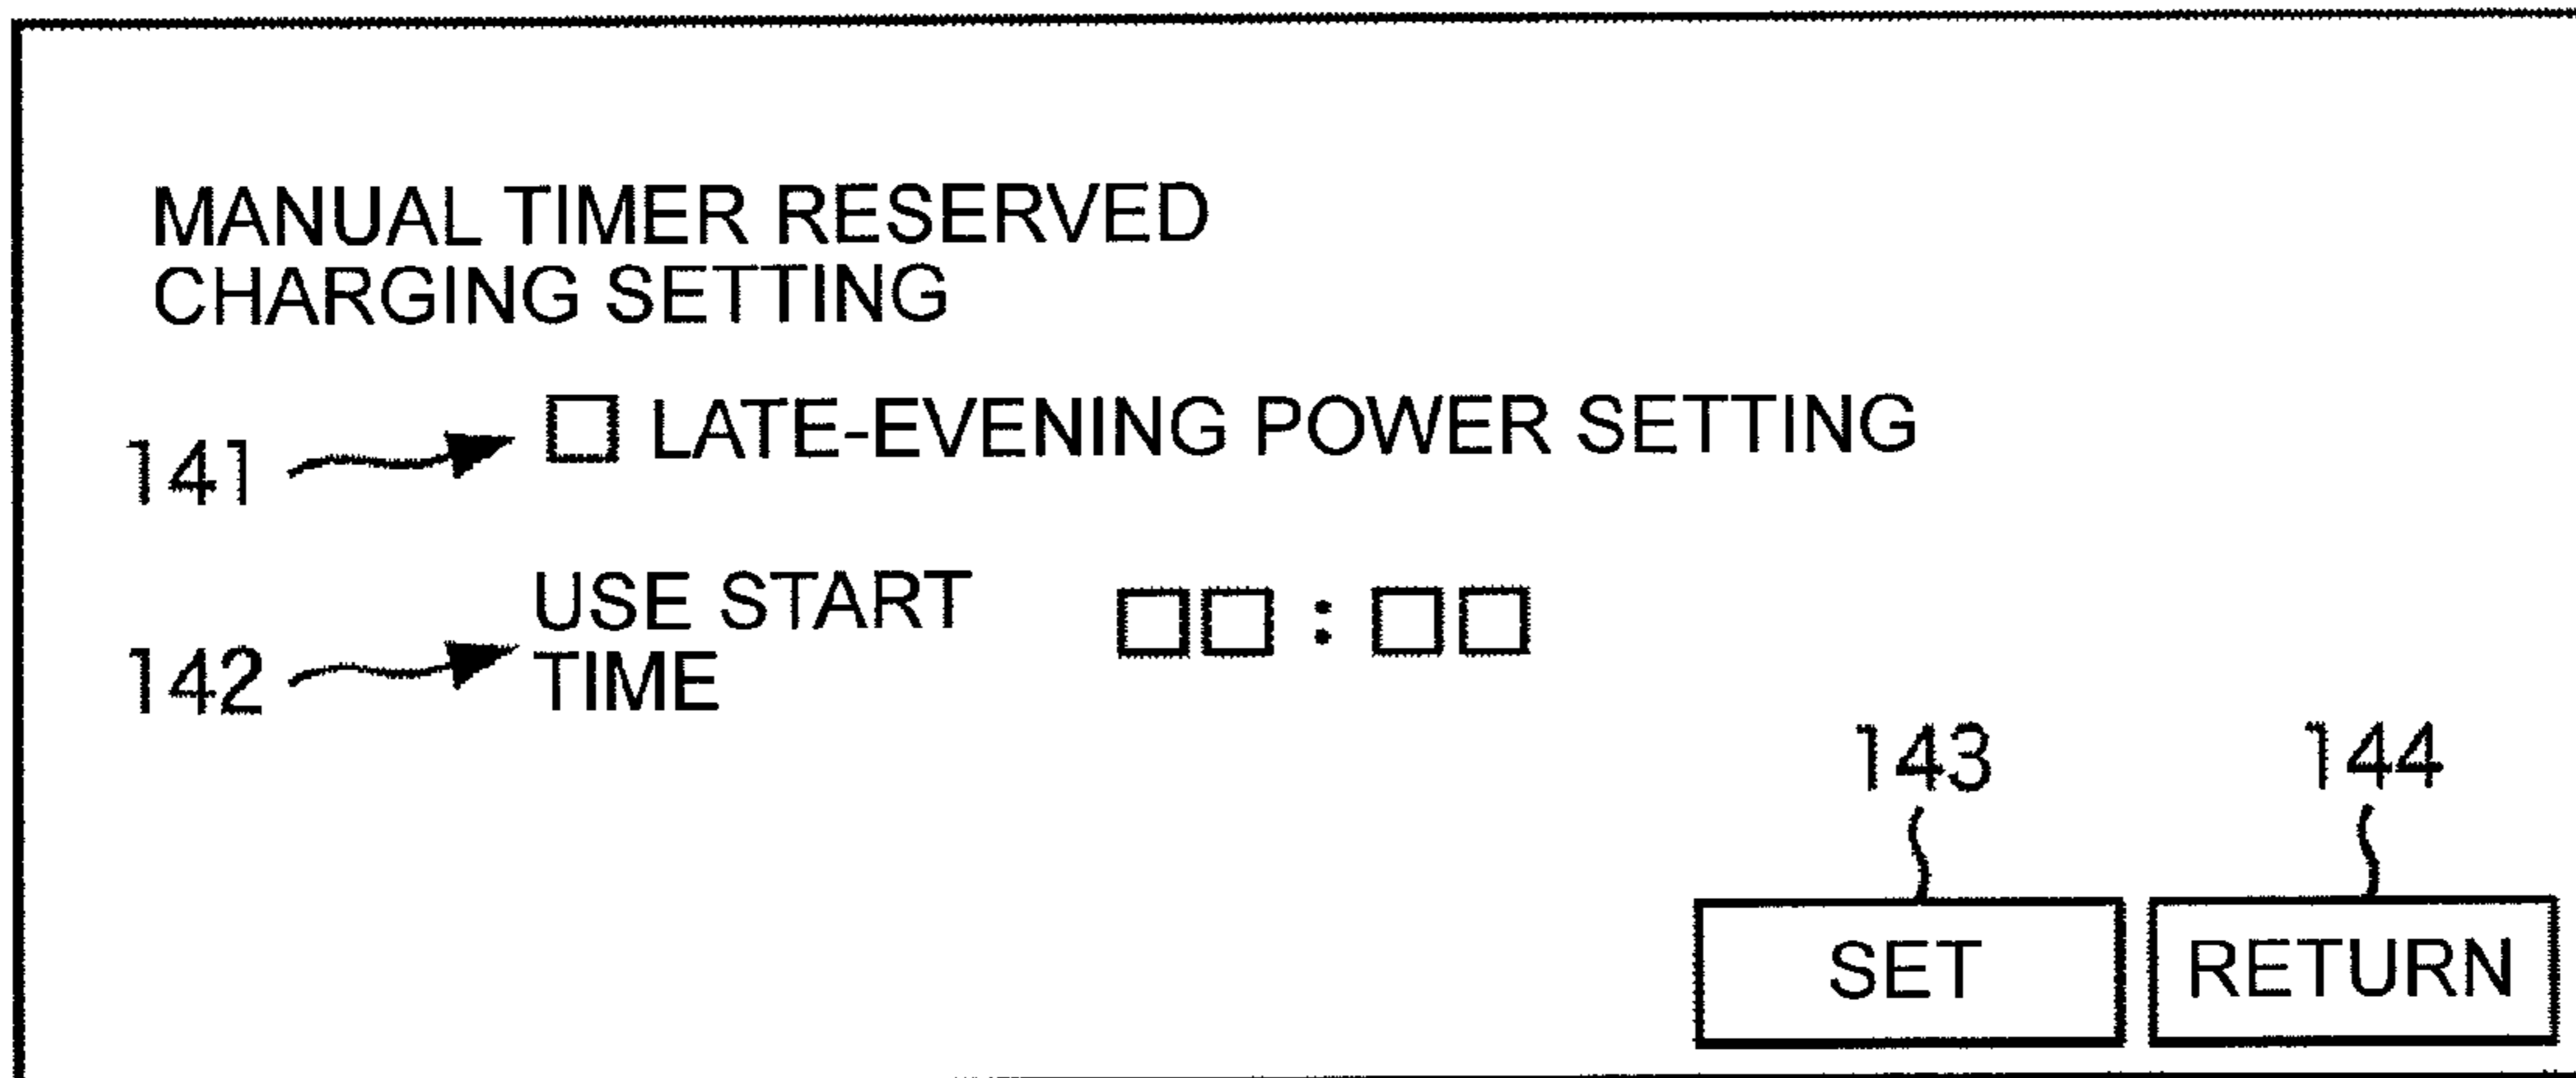 MANUAL TIMER RESERVED
CHARGING SETTING
141 □ LATE-EVENING POWER SETTING
142 USE START
TIME □□:□□
143 144
SET RETURN